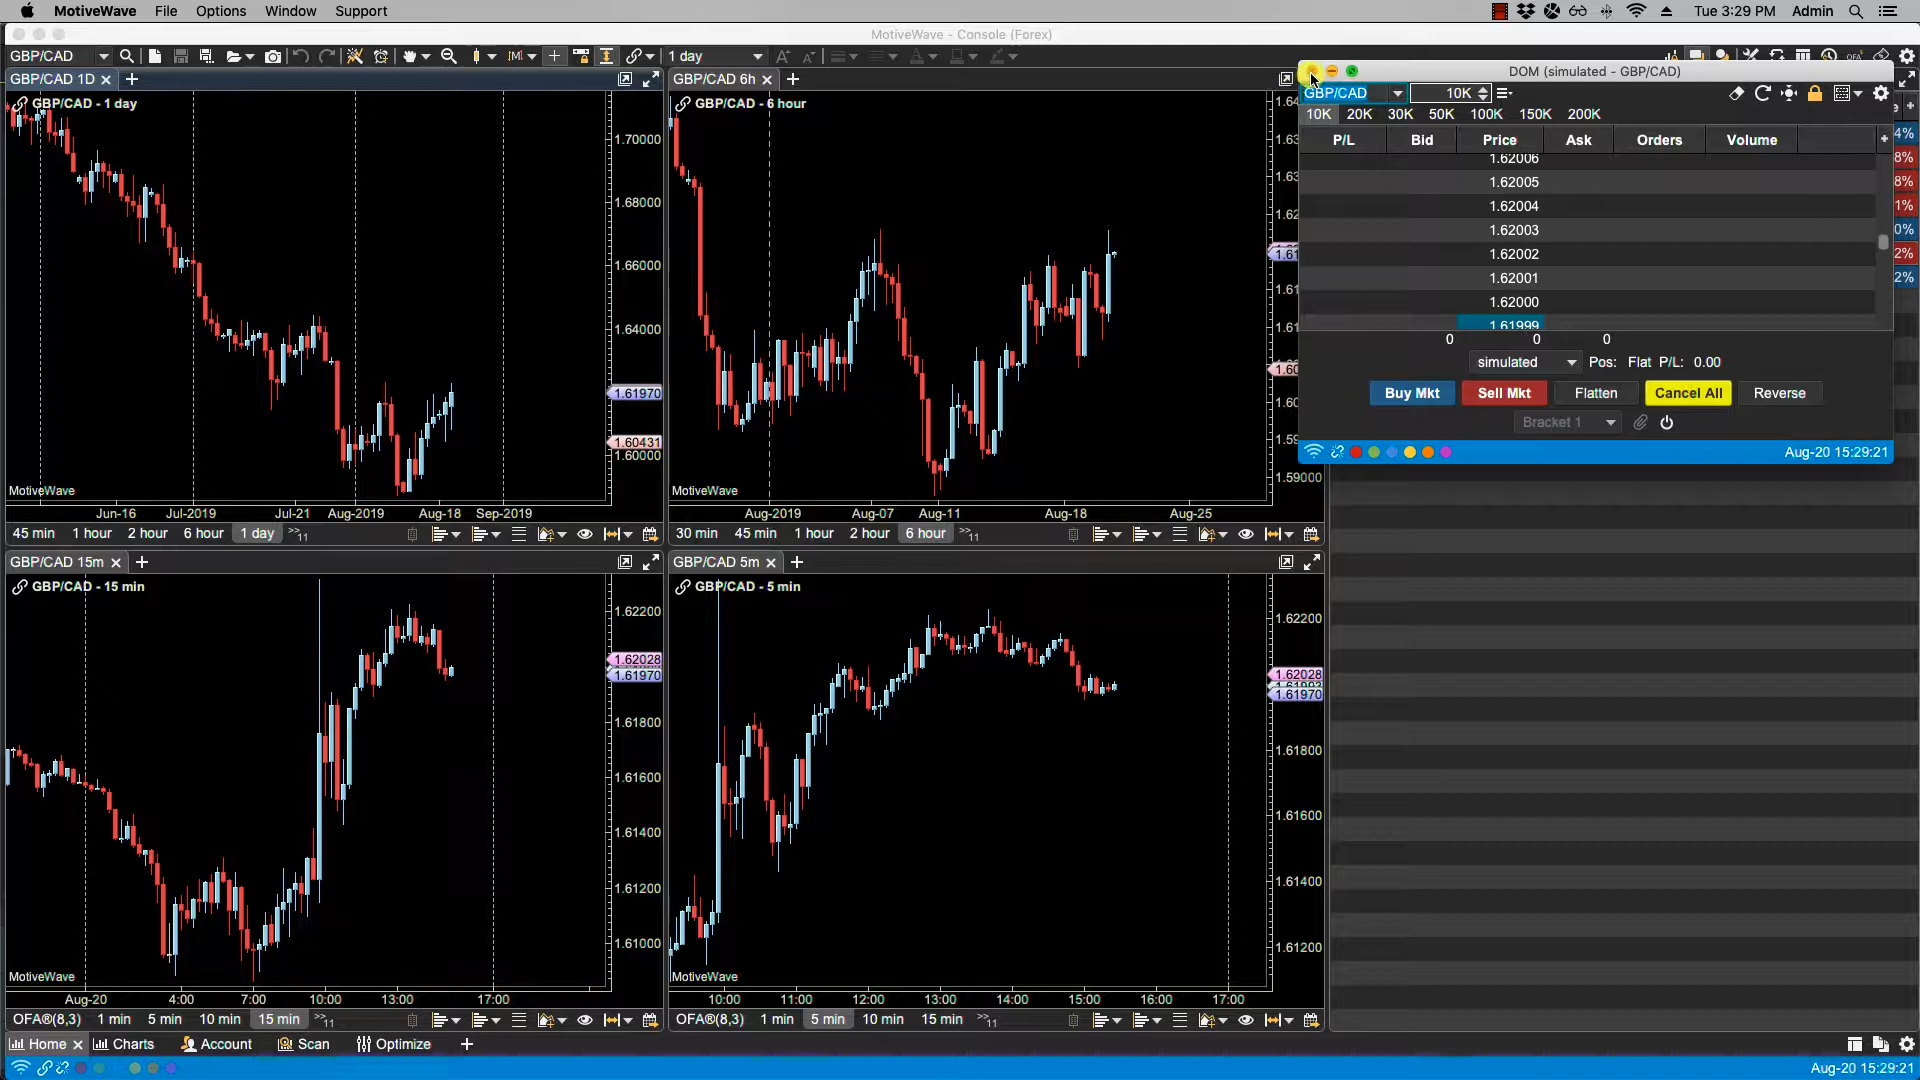 MotiveWave File Options Window Support
Tue 3:29 PM Admin
MotiveWave - Console (Forex)
GBP/CAD
1 day
GBP/CAD 1D
GBP/CAD - 1 day
1.70000
1.68000
1.66000
1.64000
1.61970
1.60431
1.60000
MotiveWave
Jun-16 Jul-2019 Jul-21 Aug-2019 Aug-18 Sep-2019
45 min 1 hour 2 hour 6 hour 1 day >> 11
GBP/CAD 6h
GBP/CAD - 6 hour
1.59000
MotiveWave
Aug-2019 Aug-07 Aug-11 Aug-18 Aug-25
30 min 45 min 1 hour 2 hour 6 hour >> 11
DOM (simulated - GBP/CAD)
GBP/CAD 10K
10K 20K 30K 50K 100K 150K 200K
P/L Bid Price Ask Orders Volume +
1.62006
1.62005
1.62004
1.62003
1.62002
1.62001
1.62000
1.61999
0 0 0
simulated Pos: Flat P/L: 0.00
Buy Mkt Sell Mkt Flatten Cancel All Reverse
Bracket 1
Aug-20 15:29:21
4%
8%
8%
1%
0%
2%
2%
GBP/CAD 15m
GBP/CAD - 15 min
1.62200
1.62028
1.61970
1.61800
1.61600
1.61400
1.61200
1.61000
MotiveWave
Aug-20 4:00 7:00 10:00 13:00 17:00
OFA®(8,3) 1 min 5 min 10 min 15 min >> 11
GBP/CAD 5m
GBP/CAD - 5 min
1.62200
1.62028
1.61970
1.61800
1.61600
1.61400
1.61200
MotiveWave
10:00 11:00 12:00 13:00 14:00 15:00 16:00 17:00
OFA®(8,3) 1 min 5 min 10 min 15 min >> 11
Home Charts Account Scan Optimize +
Aug-20 15:29:21